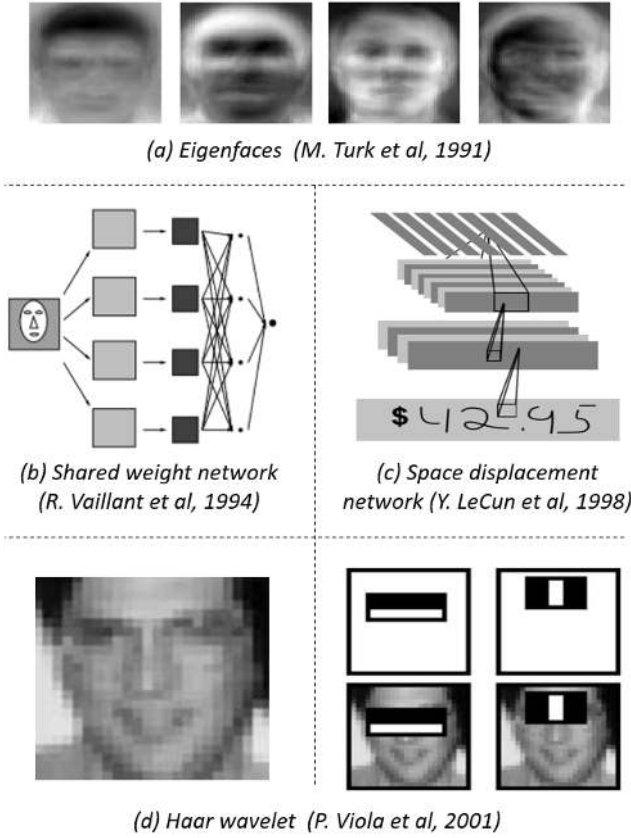 (a) Eigenfaces (M. Turk et al, 1991)
(b) Shared weight network
(R. Vaillant et al, 1994)
$42.95
(c) Space displacement
network (Y. LeCun et al, 1998)
(d) Haar wavelet (P. Viola et al, 2001)